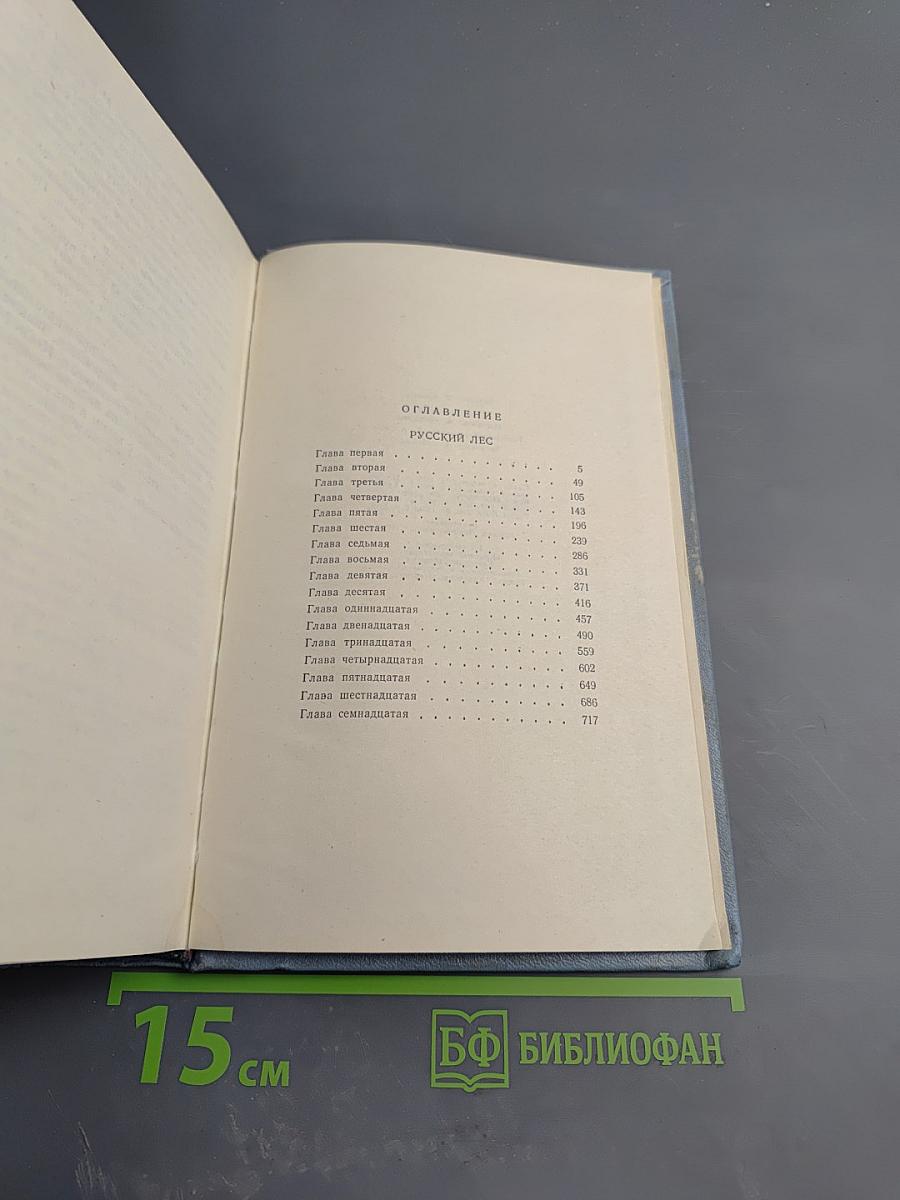 ОГЛАВЛЕНИЕ
РУССКИЙ ЛЕС
Глава первая . . . . . . . . . . . . 5
Глава вторая . . . . . . . . . . . . 49
Глава третья . . . . . . . . . . . . 105
Глава четвертая . . . . . . . . . . . 143
Глава пятая . . . . . . . . . . . . 196
Глава шестая . . . . . . . . . . . . 239
Глава седьмая . . . . . . . . . . . . 286
Глава восьмая . . . . . . . . . . . . 331
Глава девятая . . . . . . . . . . . . 371
Глава десятая . . . . . . . . . . . . 416
Глава одиннадцатая . . . . . . . . . . 457
Глава двенадцатая . . . . . . . . . . 490
Глава тринадцатая . . . . . . . . . . 559
Глава четырнадцатая . . . . . . . . . . 602
Глава пятнадцатая . . . . . . . . . . 649
Глава шестнадцатая . . . . . . . . . . 686
Глава семнадцатая . . . . . . . . . . . 717
15 см
БФ БИБЛИОФАН